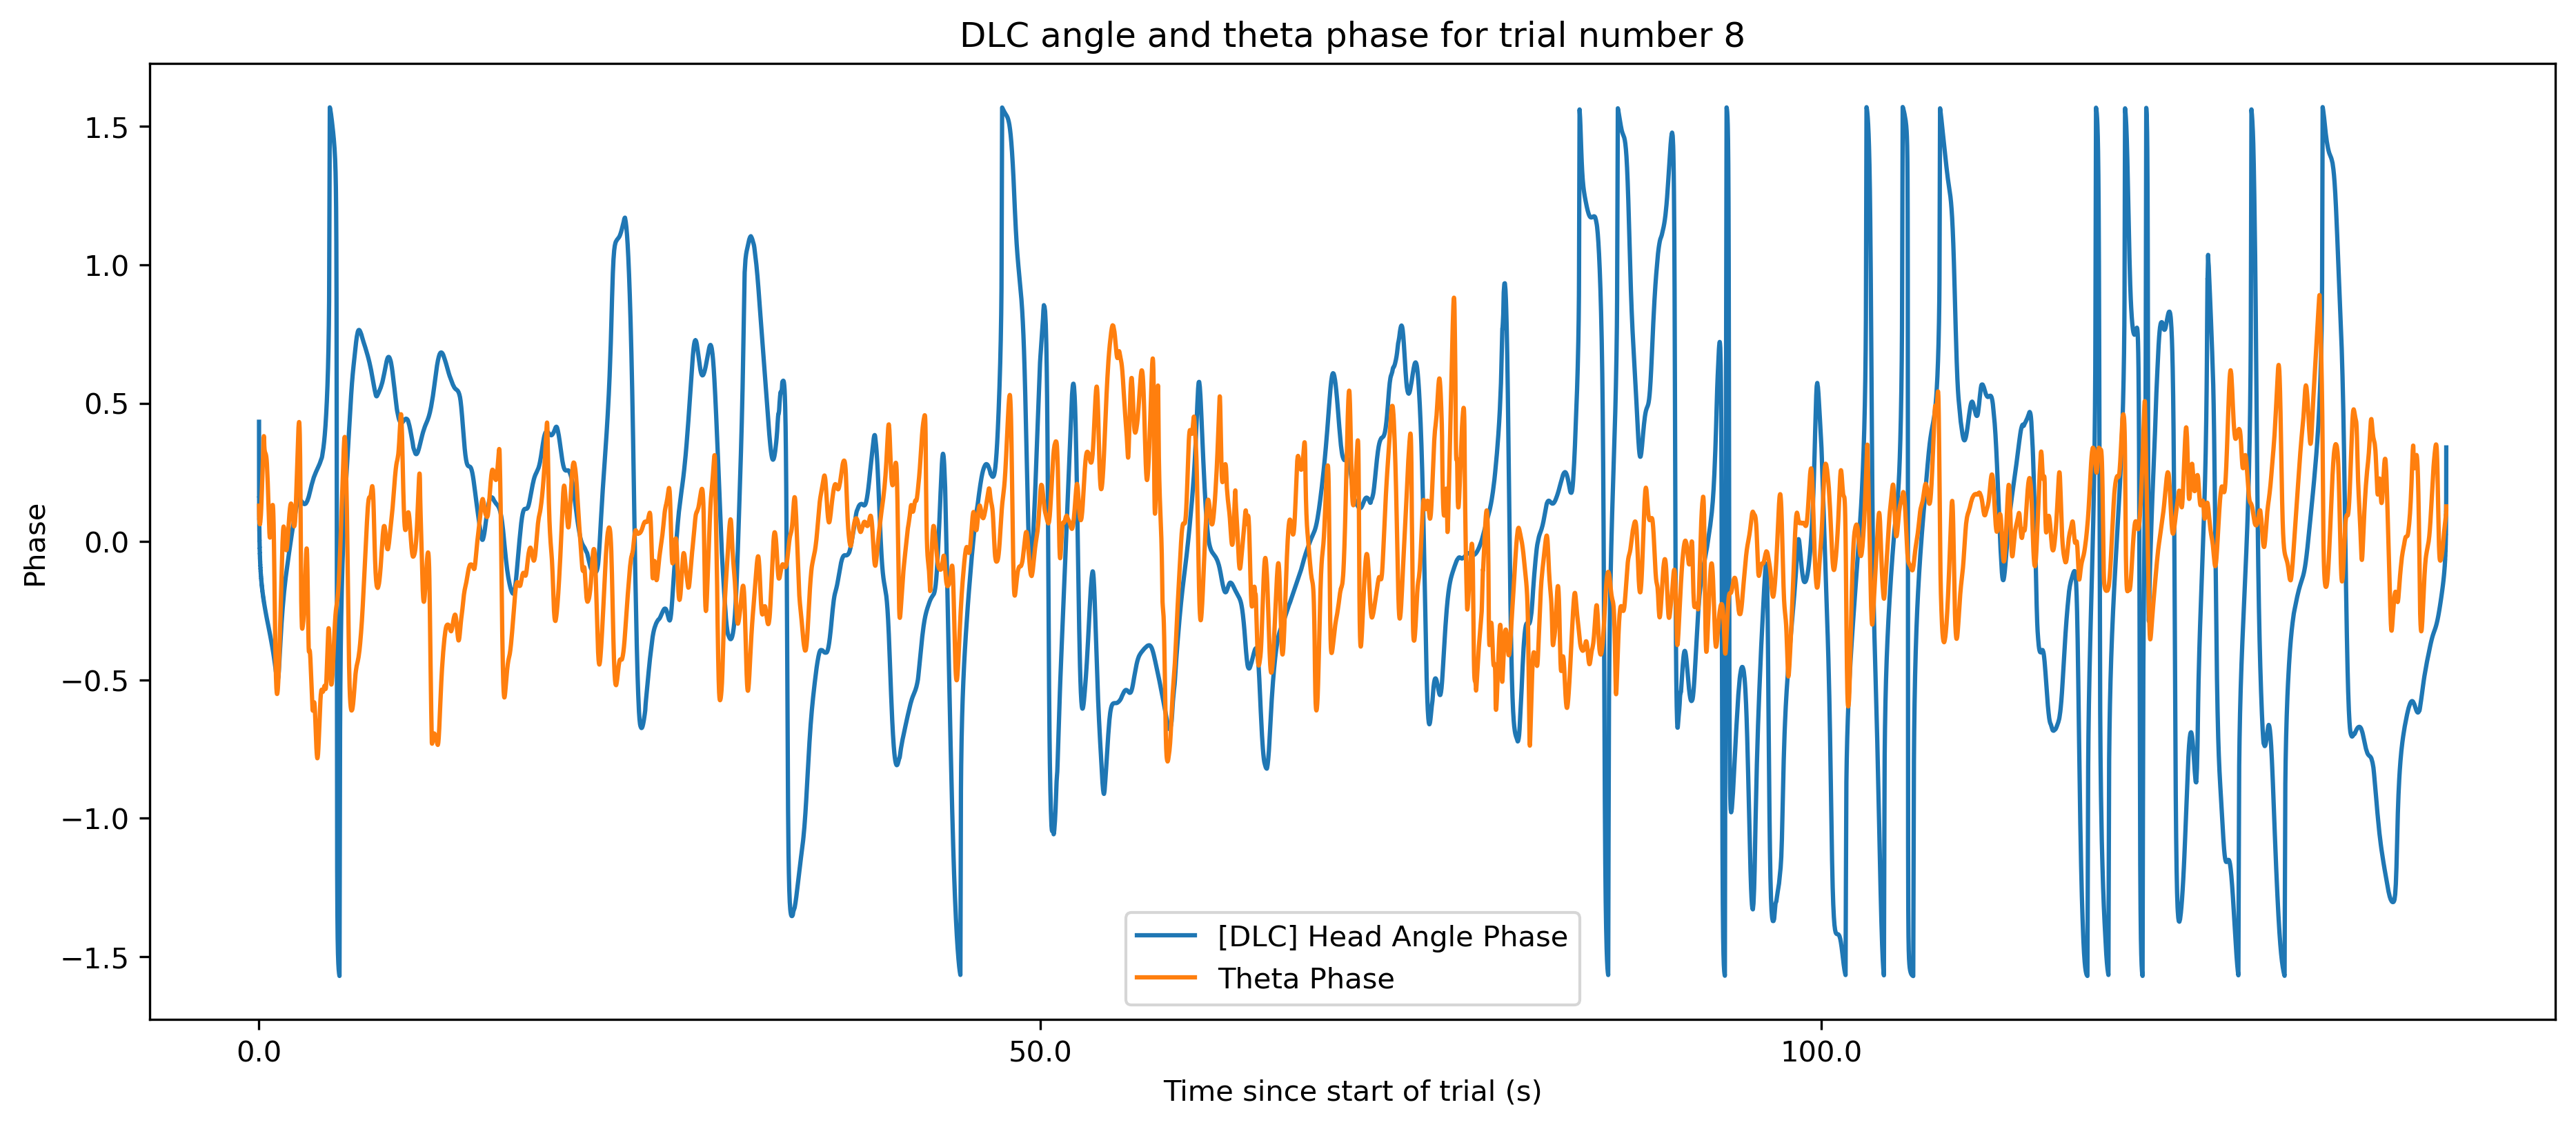 DLC angle and theta phase for trial number 8
Phase
1.5
1.0
0.5
0.0
−0.5
−1.0
−1.5
[DLC] Head Angle Phase
Theta Phase
0.0 50.0 100.0
Time since start of trial (s)